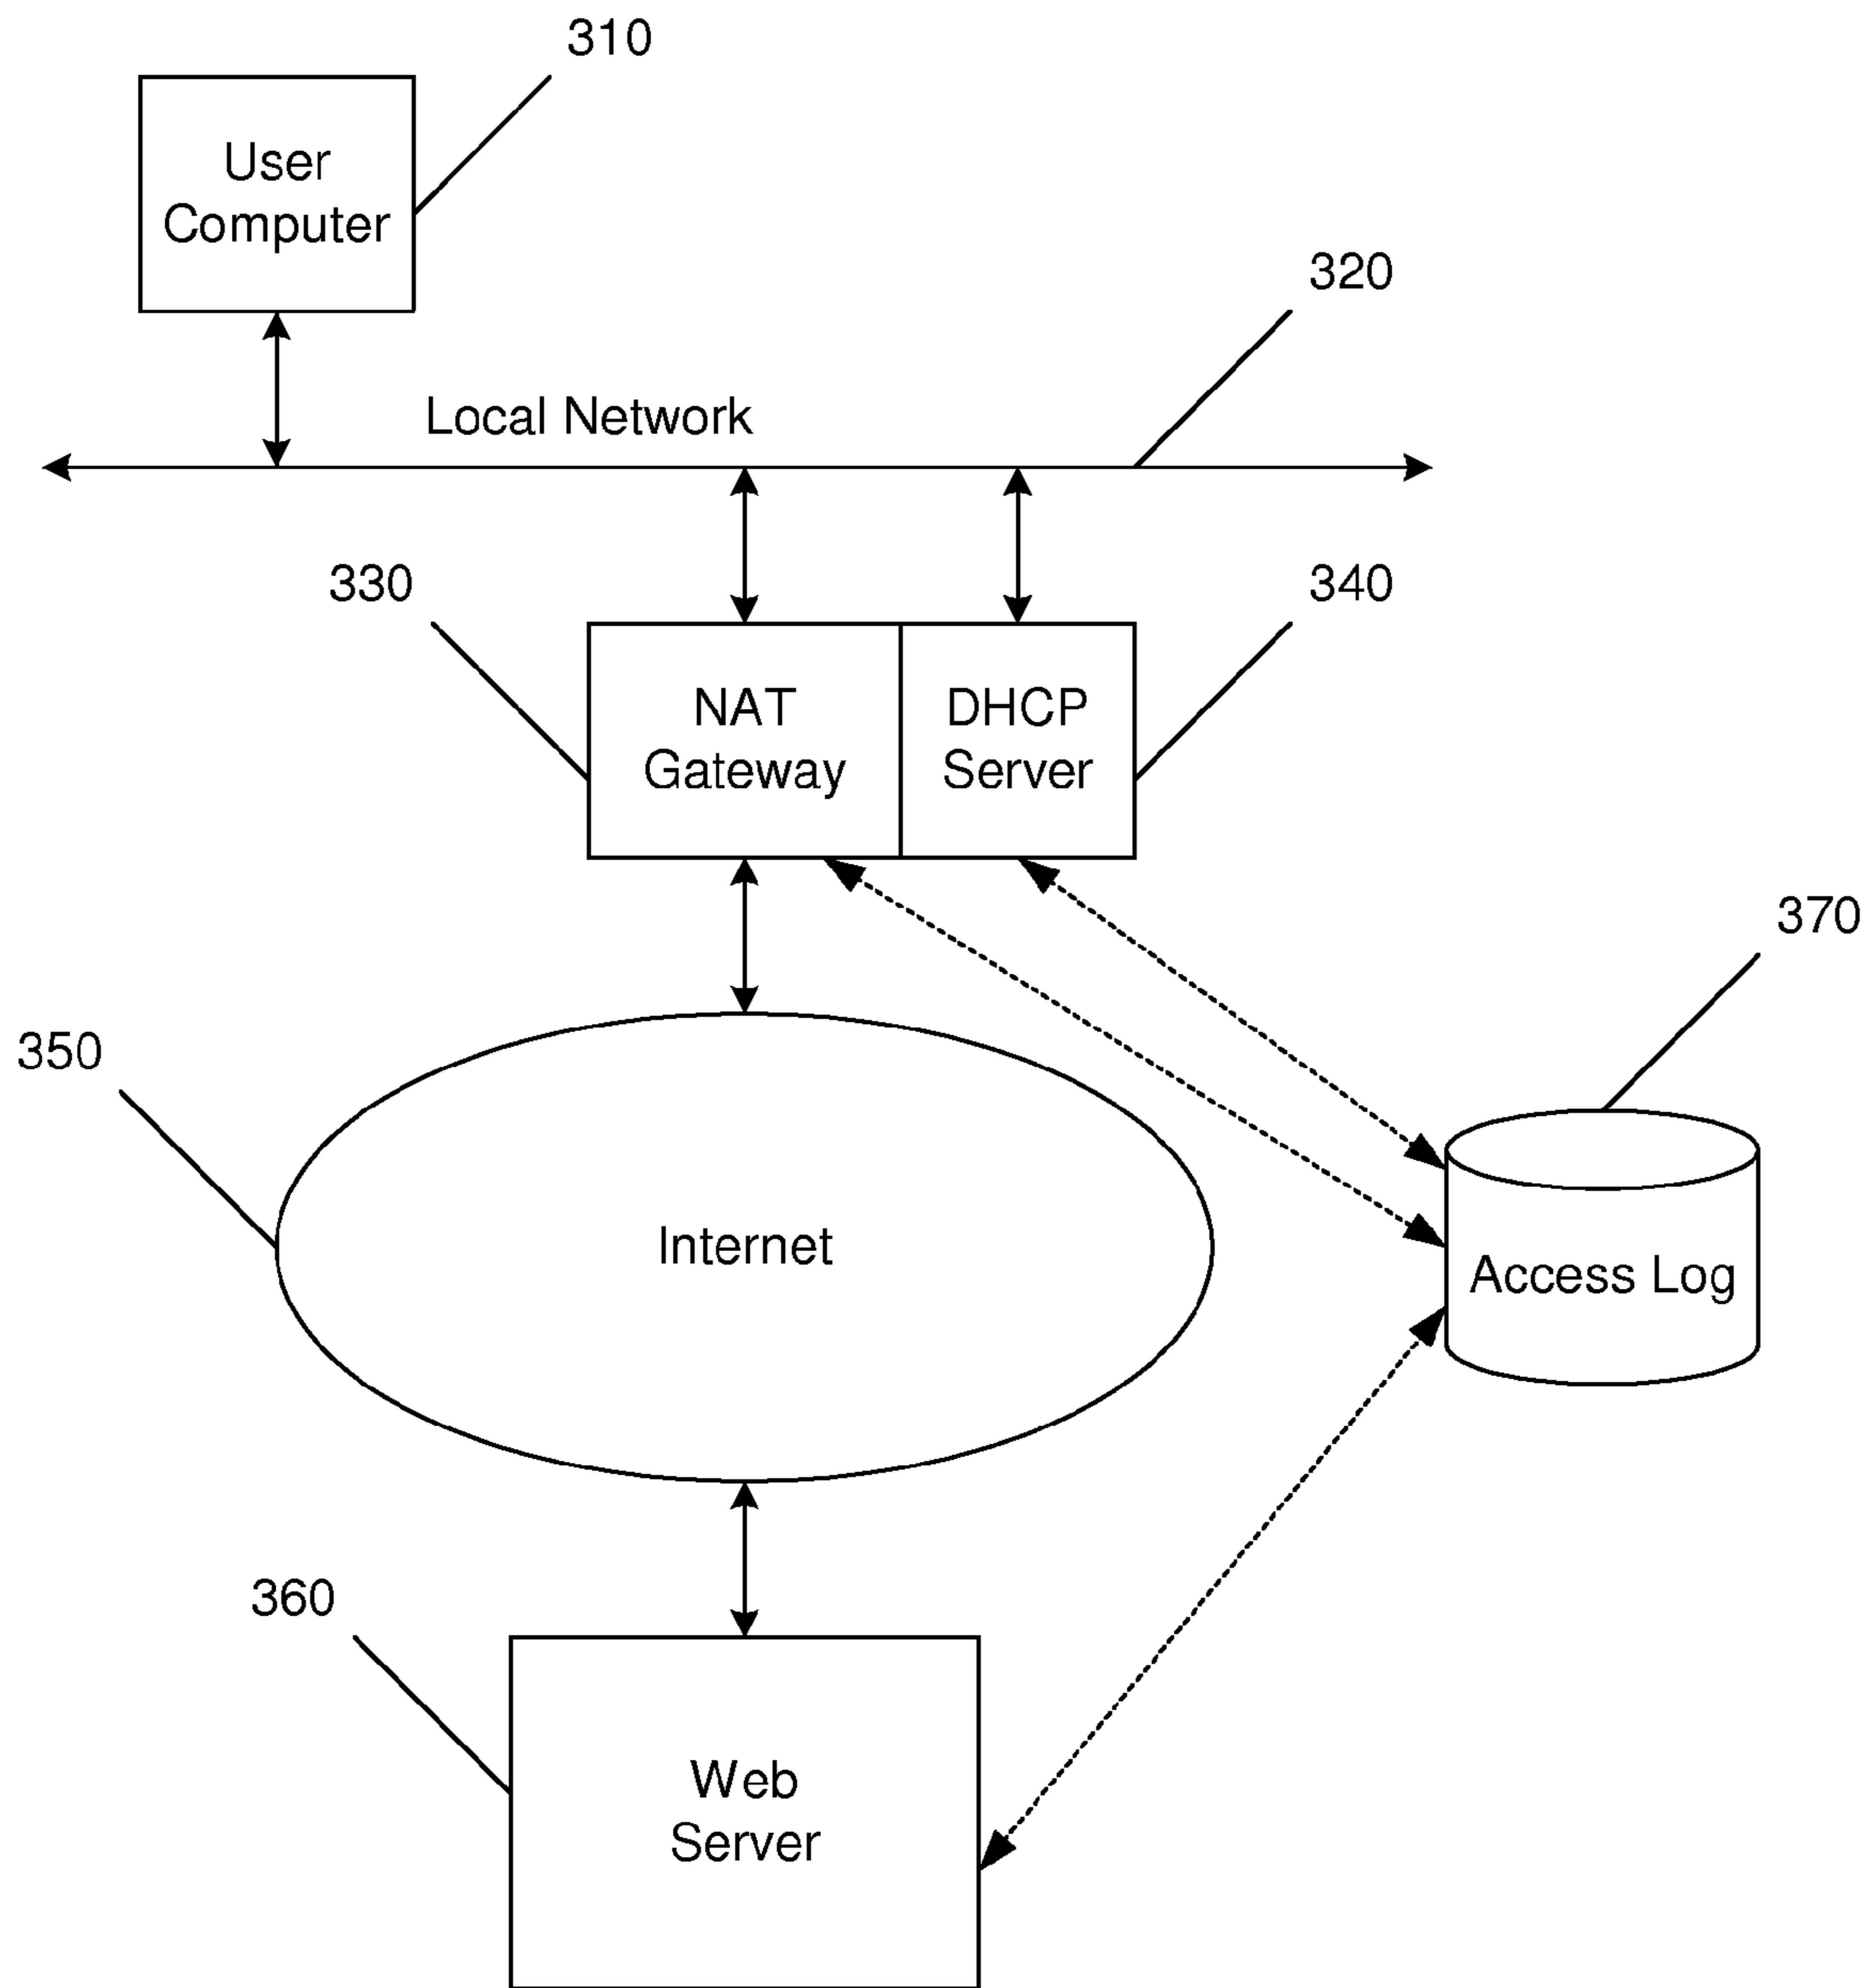 310
User
Computer
320
Local Network
330
340
NAT
Gateway
DHCP
Server
370
350
Internet
Access Log
360
Web
Server